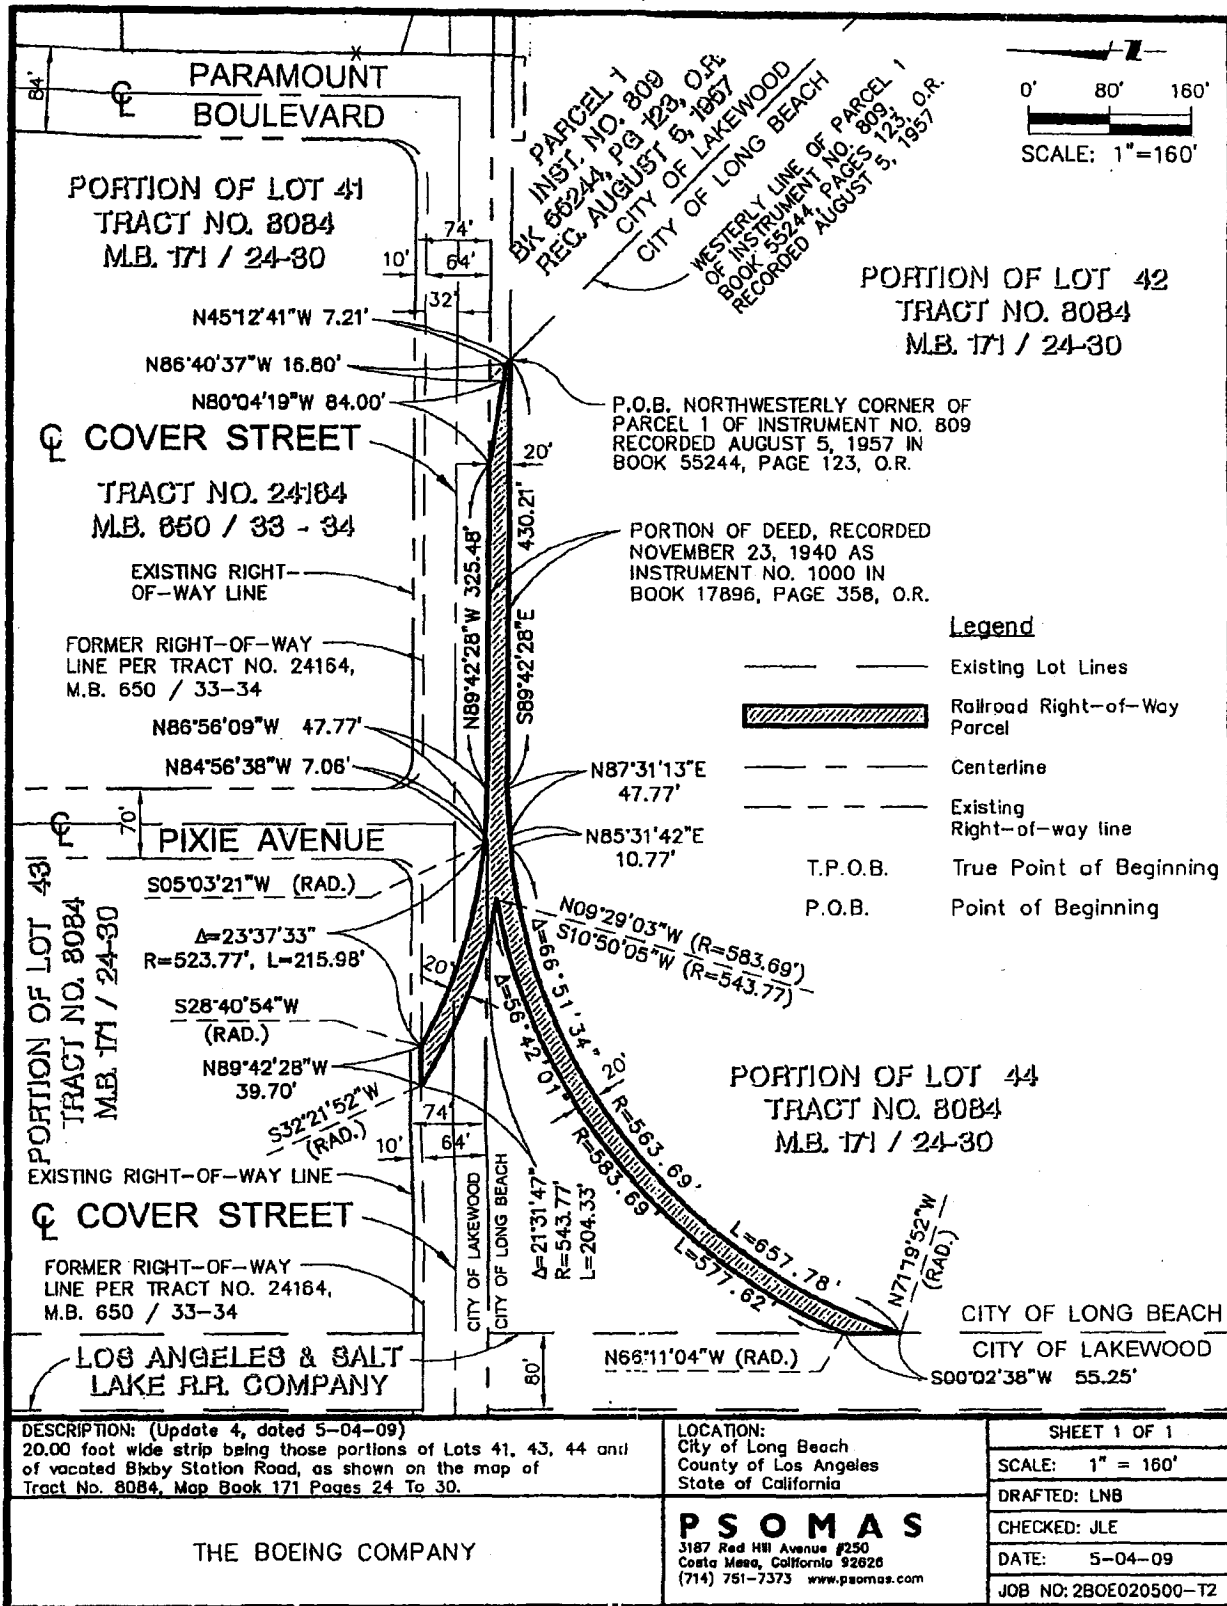 84'
℄
PARAMOUNT
BOULEVARD
PARCEL 1
INST. NO. 809
BK 55244, PG 123, O.R.
REC. AUGUST 5, 1957
CITY OF LAKEWOOD
CITY OF LONG BEACH
WESTERLY LINE OF PARCEL 1
OF INSTRUMENT NO. 809,
BOOK 55244, PAGES 123, O.R.
RECORDED AUGUST 5, 1957
Z
0' 80' 160'
SCALE: 1"=160'
PORTION OF LOT 41
TRACT NO. 8084
M.B. 171 / 24-30
74'
10'
64'
32'
PORTION OF LOT 42
TRACT NO. 8084
M.B. 171 / 24-30
N45°12'41"W 7.21'
N86°40'37"W 16.80'
N80°04'19"W 84.00'
P.O.B. NORTHWESTERLY CORNER OF
PARCEL 1 OF INSTRUMENT NO. 809
RECORDED AUGUST 5, 1957 IN
BOOK 55244, PAGE 123, O.R.
℄ COVER STREET
20'
TRACT NO. 24164
M.B. 650 / 33 - 34
N89°42'28"W 325.48'
S89°42'28"E 430.21'
PORTION OF DEED, RECORDED
NOVEMBER 23, 1940 AS
INSTRUMENT NO. 1000 IN
BOOK 17896, PAGE 358, O.R.
EXISTING RIGHT-
OF-WAY LINE
FORMER RIGHT-OF-WAY
LINE PER TRACT NO. 24164,
M.B. 650 / 33-34
Legend
Existing Lot Lines
Railroad Right-of-Way
Parcel
Centerline
Existing
Right-of-way line
T.P.O.B. True Point of Beginning
P.O.B. Point of Beginning
N86°56'09"W 47.77'
N84°56'38"W 7.06'
N87°31'13"E
47.77'
N85°31'42"E
10.77'
℄
70'
PIXIE AVENUE
S05°03'21"W (RAD.)
PORTION OF LOT 43
TRACT NO. 8084
M.B. 171 / 24-30
Δ=23°37'33"
R=523.77', L=215.98'
20'
N09°29'03"W (R=583.69')
S10°50'05"W (R=543.77)
S28°40'54"W
(RAD.)
N89°42'28"W
39.70'
S32°21'52"W
(RAD.)
Δ=66°51'34"
R=563.69'
L=657.78'
Δ=56°42'01"
R=583.69'
L=577.62'
20'
PORTION OF LOT 44
TRACT NO. 8084
M.B. 171 / 24-30
74'
10'
64'
EXISTING RIGHT-OF-WAY LINE
℄ COVER STREET
CITY OF LAKEWOOD
CITY OF LONG BEACH
Δ=21°31'47"
R=543.77'
L=204.33'
FORMER RIGHT-OF-WAY
LINE PER TRACT NO. 24164,
M.B. 650 / 33-34
N71°19'52"W
(RAD.)
CITY OF LONG BEACH
CITY OF LAKEWOOD
LOS ANGELES & SALT
LAKE R.R. COMPANY
80'
N66°11'04"W (RAD.)
S00°02'38"W 55.25'
DESCRIPTION: (Update 4, dated 5-04-09)
20.00 foot wide strip being those portions of Lots 41, 43, 44 and
of vacated Bixby Station Road, as shown on the map of
Tract No. 8084, Map Book 171 Pages 24 To 30.
LOCATION:
City of Long Beach
County of Los Angeles
State of California
THE BOEING COMPANY
PSOMAS
3187 Red Hill Avenue #250
Costa Mesa, California 92626
(714) 751-7373 www.psomas.com
SHEET 1 OF 1
SCALE: 1" = 160'
DRAFTED: LNB
CHECKED: JLE
DATE: 5-04-09
JOB NO: 2BOE020500-T2